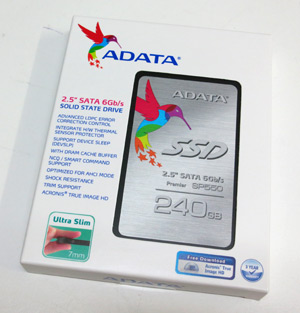 ADATA
2.5" SATA 6Gb/s
SOLID STATE DRIVE
ADVANCED LDPC ERROR
CORRECTION CONTROL
INTEGRATE H/W THERMAL
SENSOR PROTECTOR
SUPPORT DEVICE SLEEP
(DEVSLP)
WITH DRAM CACHE BUFFER
NCQ / SMART COMMAND
SUPPORT
OPTIMIZED FOR AHCI MODE
SHOCK RESISTANCE
TRIM SUPPORT
ACRONIS® TRUE IMAGE HD
Ultra Slim
7mm
ADATA
SSD
2.5" SATA 6Gb/s
Premier SP550
240GB
Free Download
Acronis® True
Image HD
3 YEAR